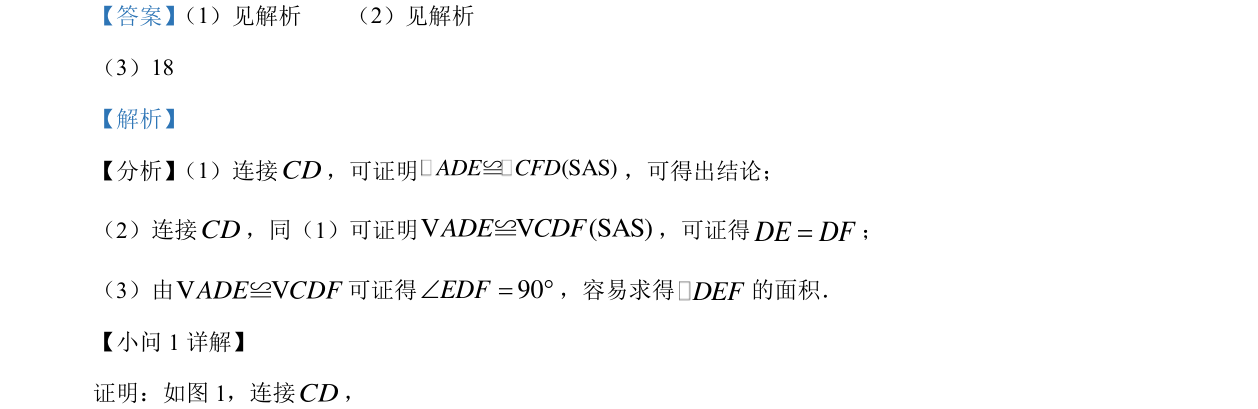 【答案】（1）见解析　　（2）见解析
（3）18
【解析】
【分析】（1）连接CD，可证明□ADE≌□CFD(SAS)，可得出结论；
（2）连接CD，同（1）可证明VADE≌VCDF(SAS)，可证得DE=DF；
（3）由VADE≌VCDF可证得∠EDF=90°，容易求得□DEF的面积．
【小问1详解】
证明：如图1，连接CD，